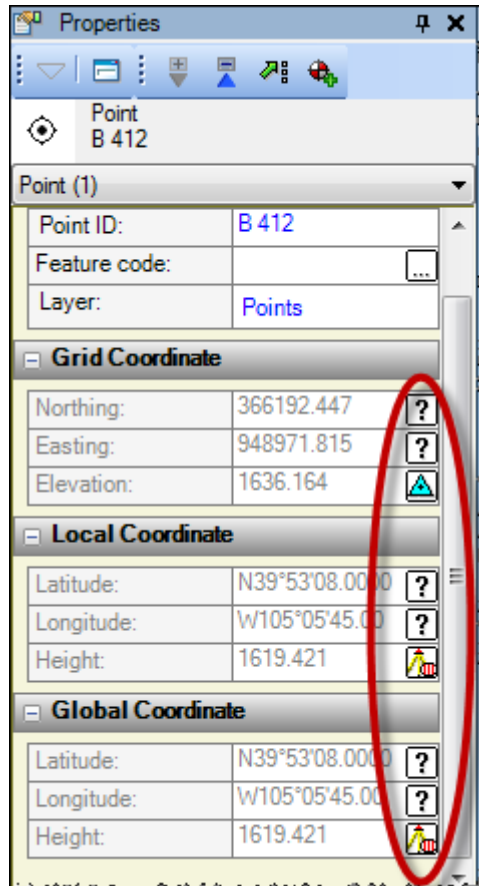 Properties
Point
B 412
Point (1)
Point ID: B 412
Feature code: ...
Layer: Points
Grid Coordinate
Northing: 366192.447 ?
Easting: 948971.815 ?
Elevation: 1636.164
Local Coordinate
Latitude: N39°53'08.0000 ?
Longitude: W105°05'45.00 ?
Height: 1619.421
Global Coordinate
Latitude: N39°53'08.0000 ?
Longitude: W105°05'45.00 ?
Height: 1619.421